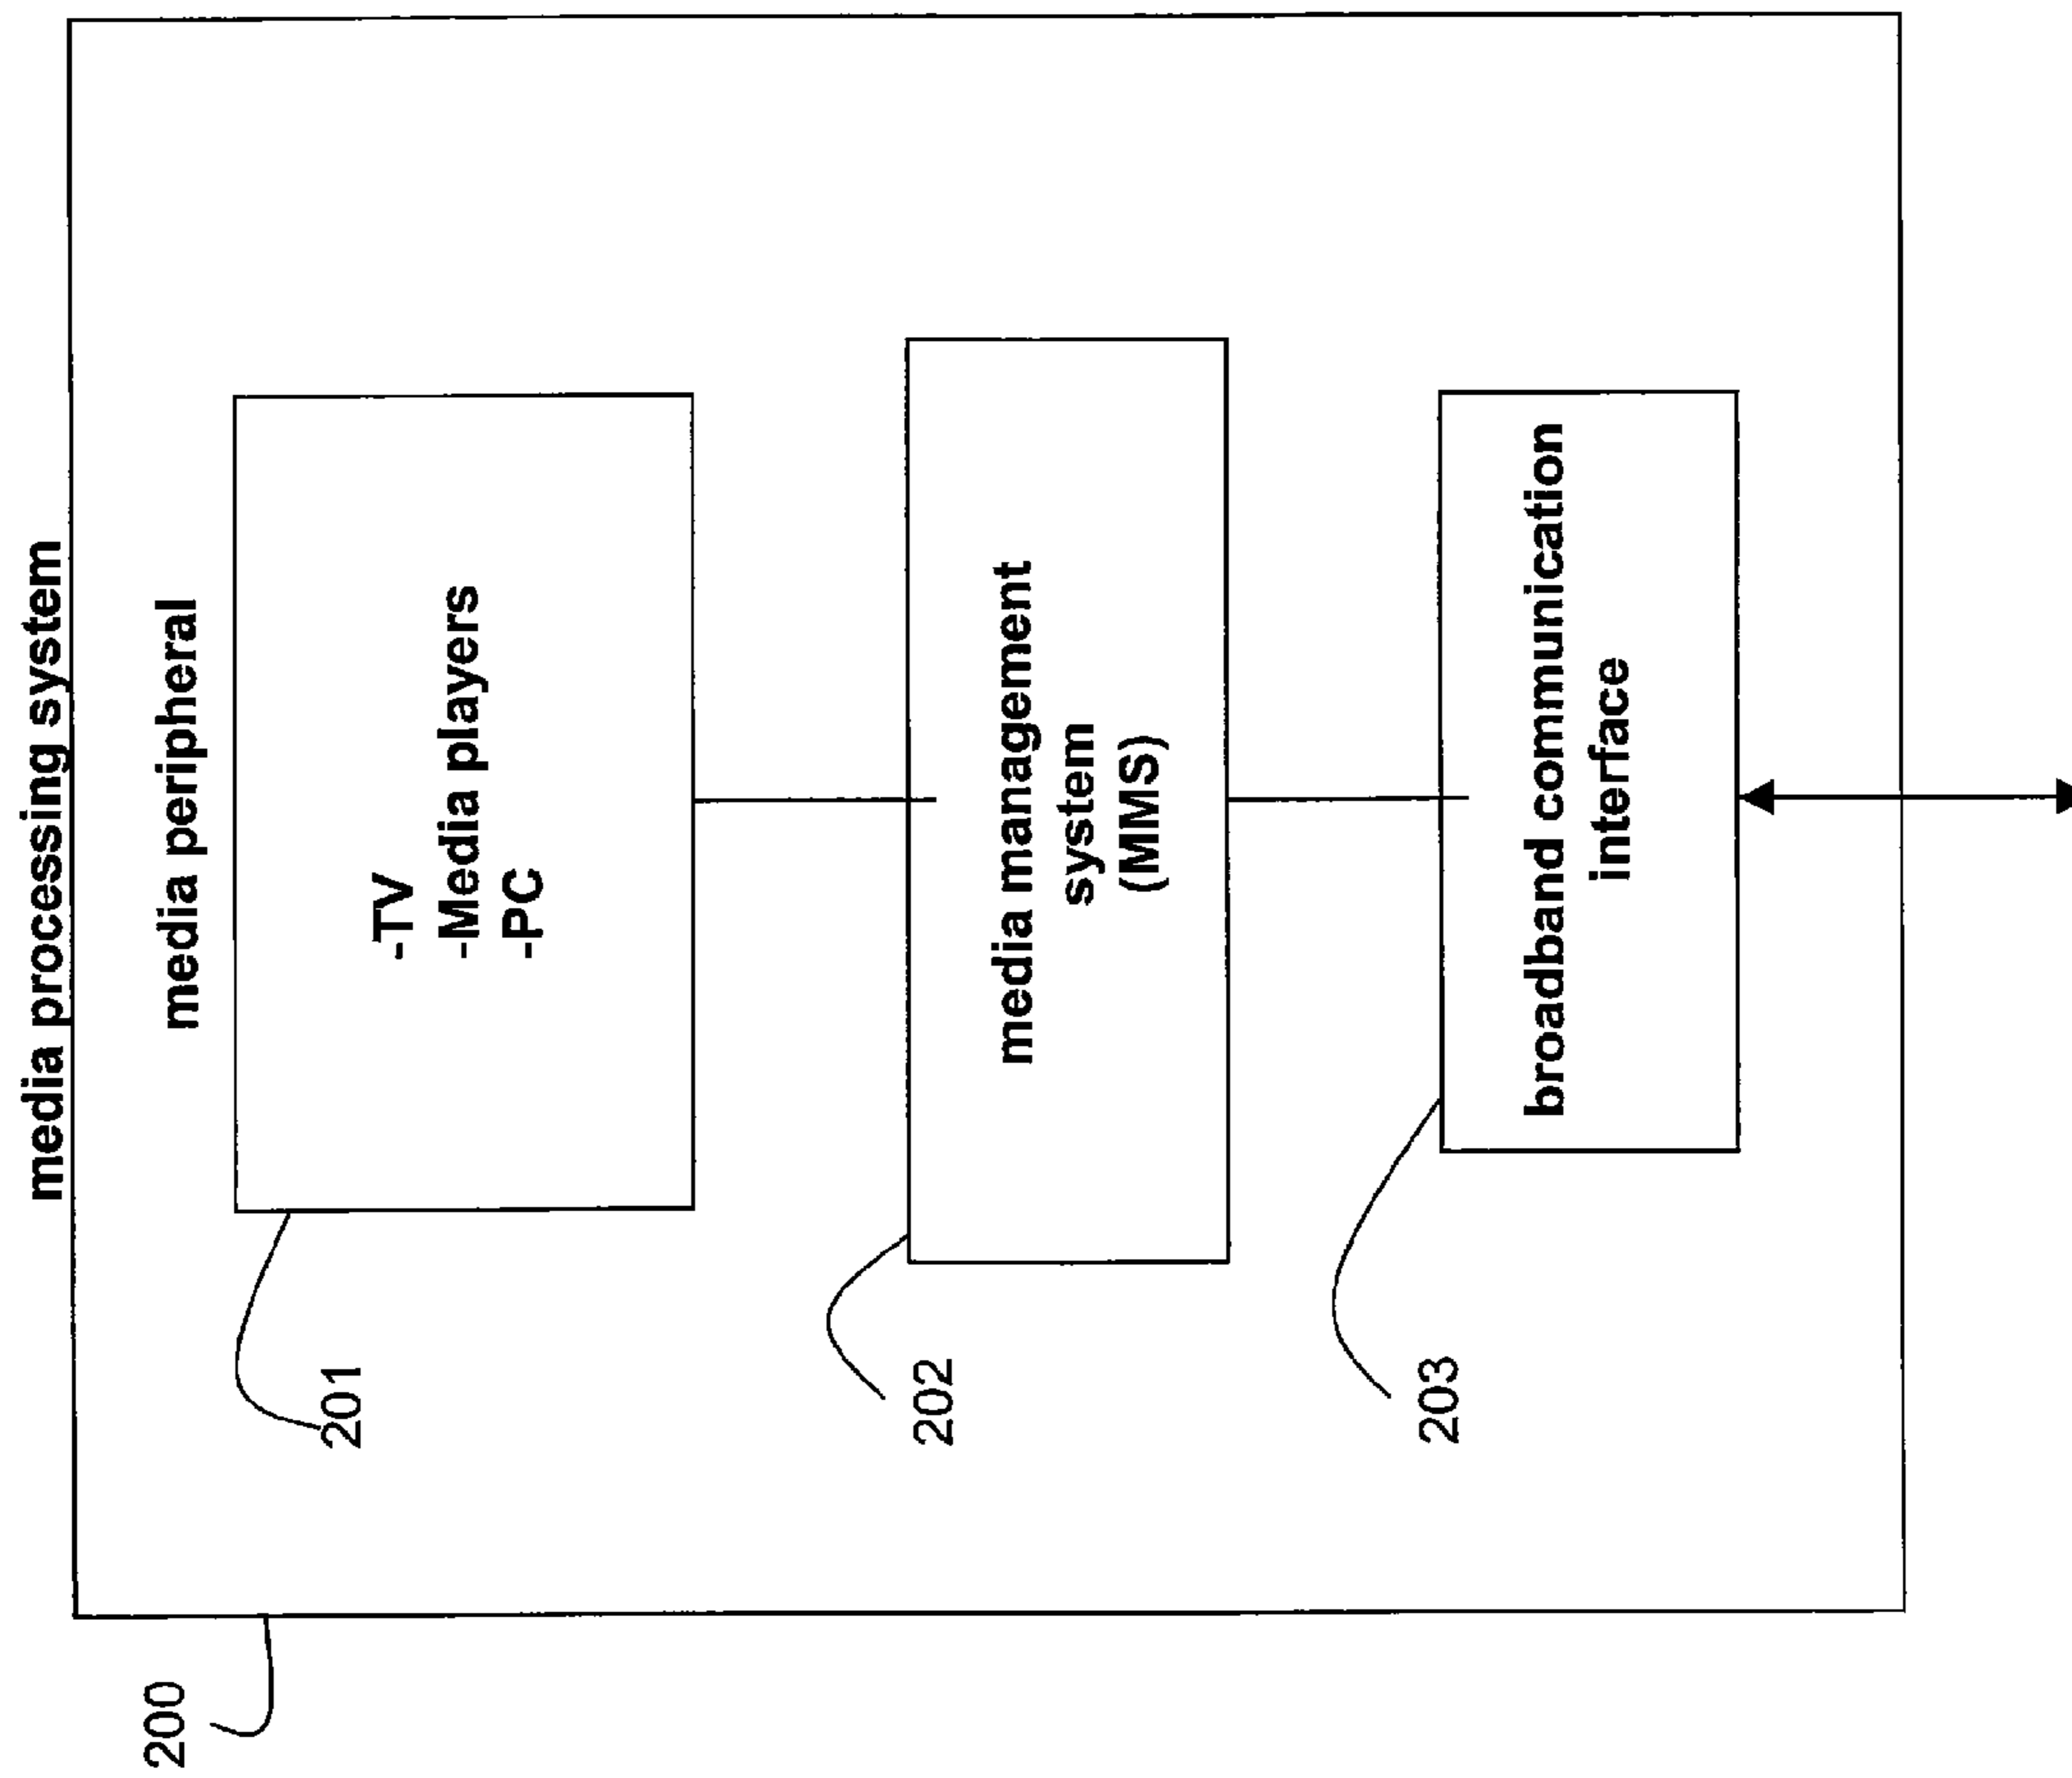 media processing system
200
media peripheral
-TV
-Media players
-PC
201
media management
system
(MMS)
202
broadband communication
interface
203